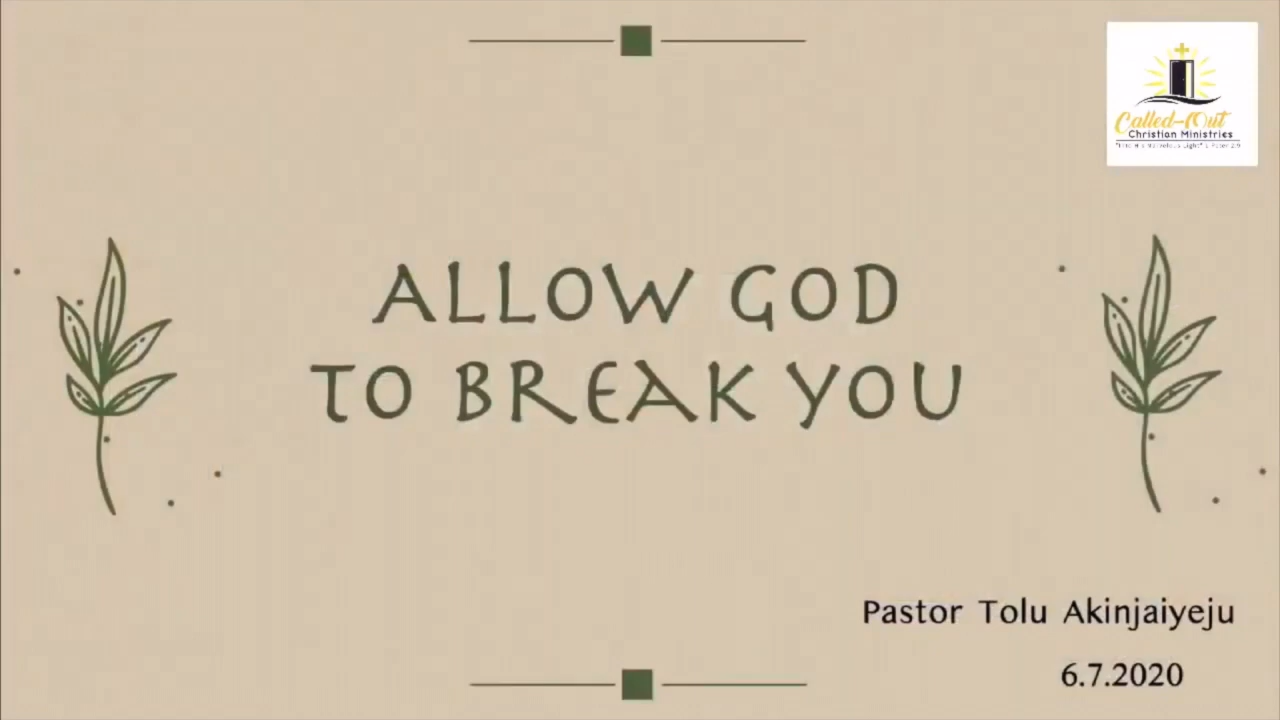 Called-Out
Christian Ministries
ALLOW GOD
TO BREAK YOU
Pastor Tolu Akinjaiyeju
6.7.2020